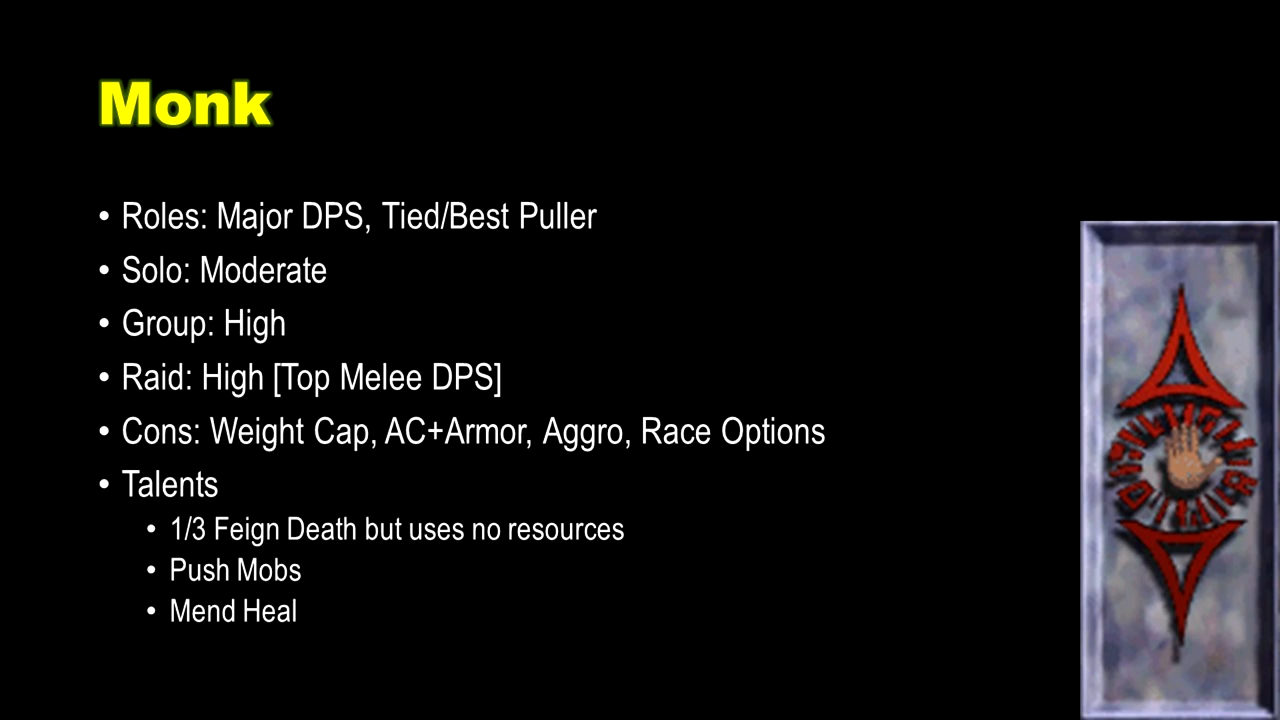 Monk
• Roles: Major DPS, Tied/Best Puller
• Solo: Moderate
• Group: High
• Raid: High [Top Melee DPS]
• Cons: Weight Cap, AC+Armor, Aggro, Race Options
• Talents
• 1/3 Feign Death but uses no resources
• Push Mobs
• Mend Heal